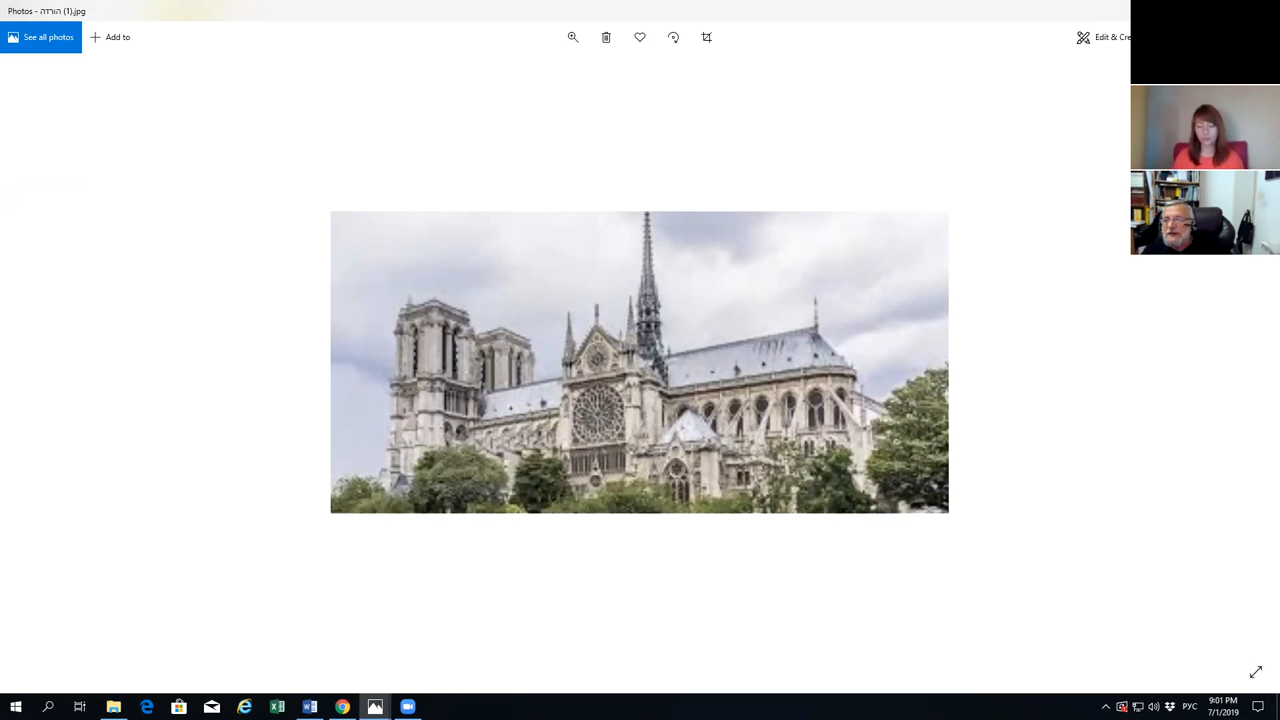 Photos - הורדה (1).jpg
See all photos
Add to
Edit & Cre
РУС
9:01 PM
7/1/2019